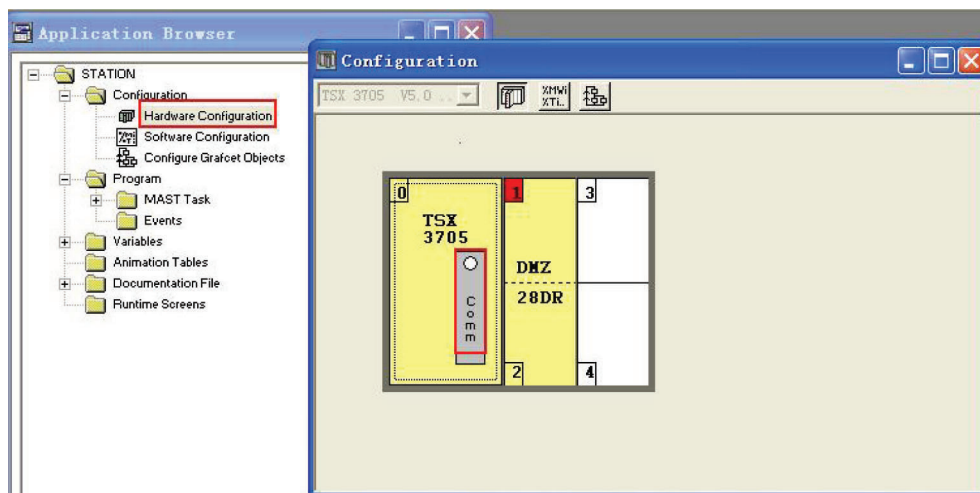 Application Browser
STATION
Configuration
Hardware Configuration
Software Configuration
Configure Grafcet Objects
Program
MAST Task
Events
Variables
Animation Tables
Documentation File
Runtime Screens
Configuration
TSX 3705 V5.0 ..
XMWi
XTi..
0
TSX
3705
Comm
1
DMZ
28DR
2
3
4